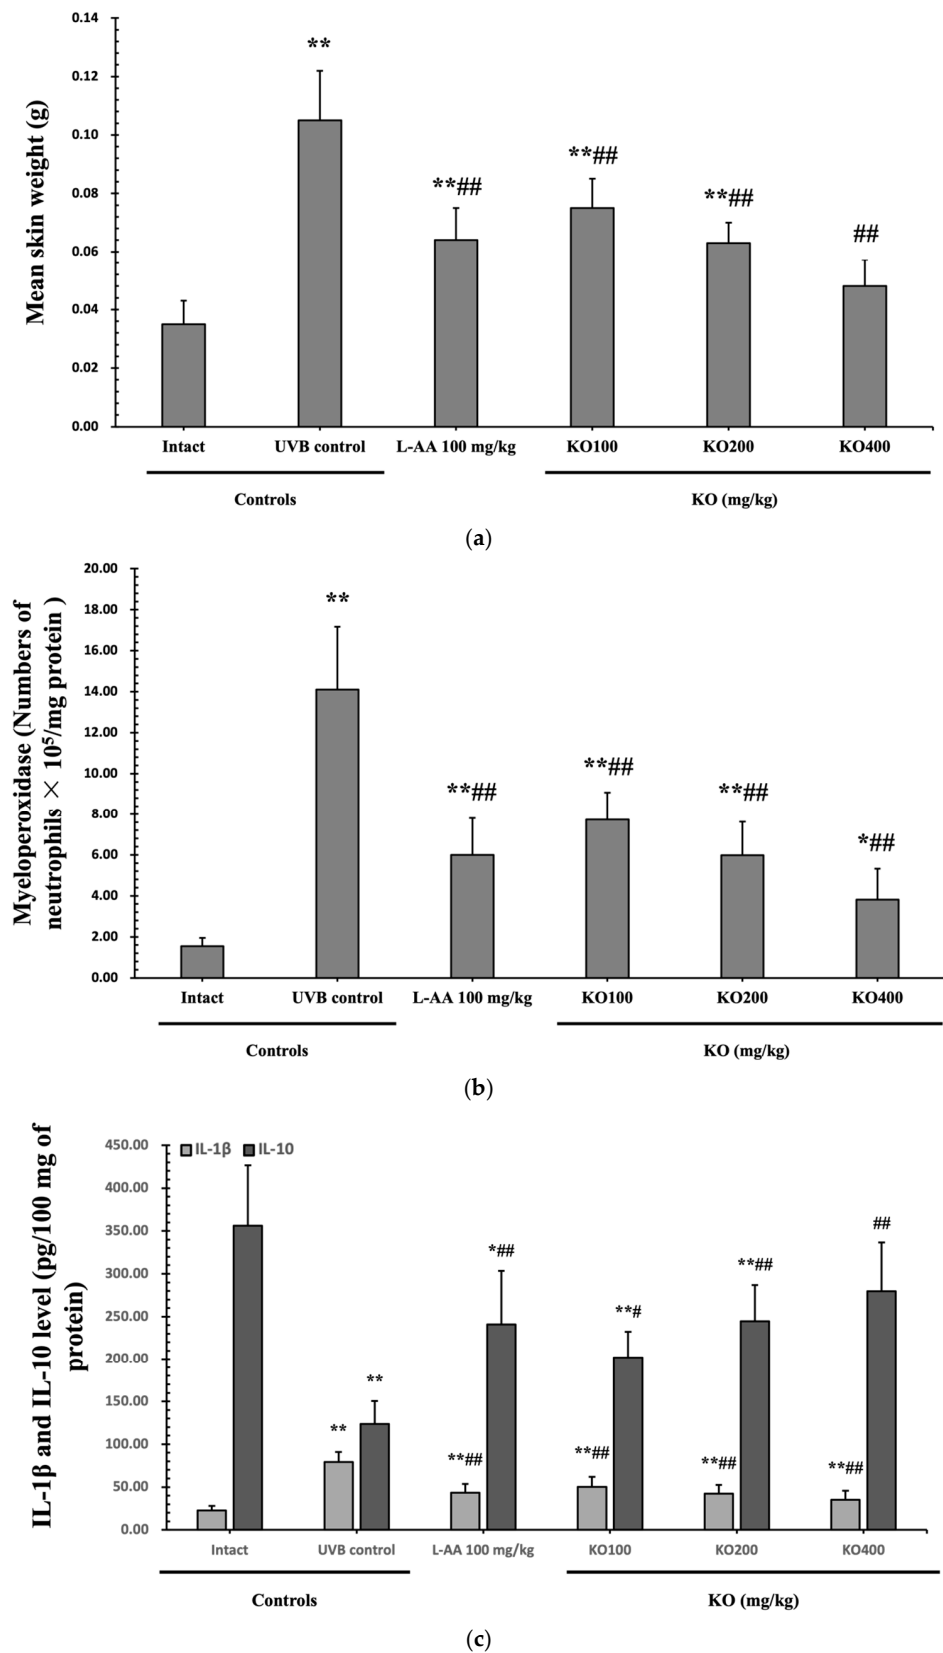 0.14
0.12
0.10
0.08
0.06
0.04
0.02
0.00
Mean skin weight (g)
**
**##
**##
**##
##
Intact UVB control L-AA 100 mg/kg KO100 KO200 KO400
Controls KO (mg/kg)
(a)
20.00
18.00
16.00
14.00
12.00
10.00
8.00
6.00
4.00
2.00
0.00
Myeloperoxidase (Numbers of
neutrophils × 10⁵/mg protein )
**
**##
**##
**##
*##
Intact UVB control L-AA 100 mg/kg KO100 KO200 KO400
Controls KO (mg/kg)
(b)
450.00
400.00
350.00
300.00
250.00
200.00
150.00
100.00
50.00
0.00
IL-1β and IL-10 level (pg/100 mg of
protein)
IL-1β IL-10
** **
**## *##
**## **#
**## **##
**## ##
Intact UVB control L-AA 100 mg/kg KO100 KO200 KO400
Controls KO (mg/kg)
(c)